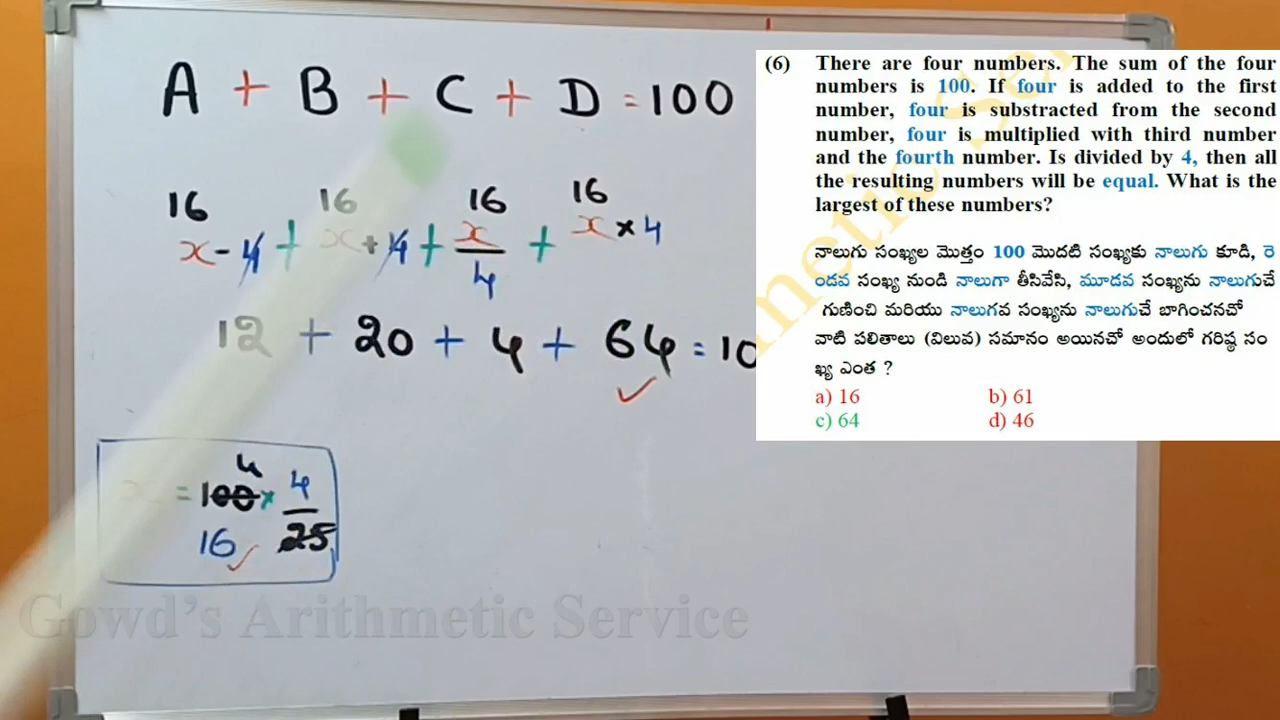 A + B + C + D = 100
16 16 16 16
x - 4 + x + 4 + x/4 + x × 4
12 + 20 + 4 + 64 = 10
4
x = 100 × 4/25
16
Gowd's Arithmetic Service
(6) There are four numbers. The sum of the four
numbers is 100. If four is added to the first
number, four is substracted from the second
number, four is multiplied with third number
and the fourth number. Is divided by 4, then all
the resulting numbers will be equal. What is the
largest of these numbers?
నాలుగు సంఖ్యల మొత్తం 100 మొదటి సంఖ్యకు నాలుగు కూడి, రె
ండవ సంఖ్య నుండి నాలుగా తీసివేసి, మూడవ సంఖ్యను నాలుగుచే
గుణించి మరియు నాలుగవ సంఖ్యను నాలుగుచే బాగించనచో
వాటి పలితాలు (విలువ) సమానం అయినచో అందులో గరిష్ఠ సం
ఖ్య ఎంత ?
a) 16 b) 61
c) 64 d) 46